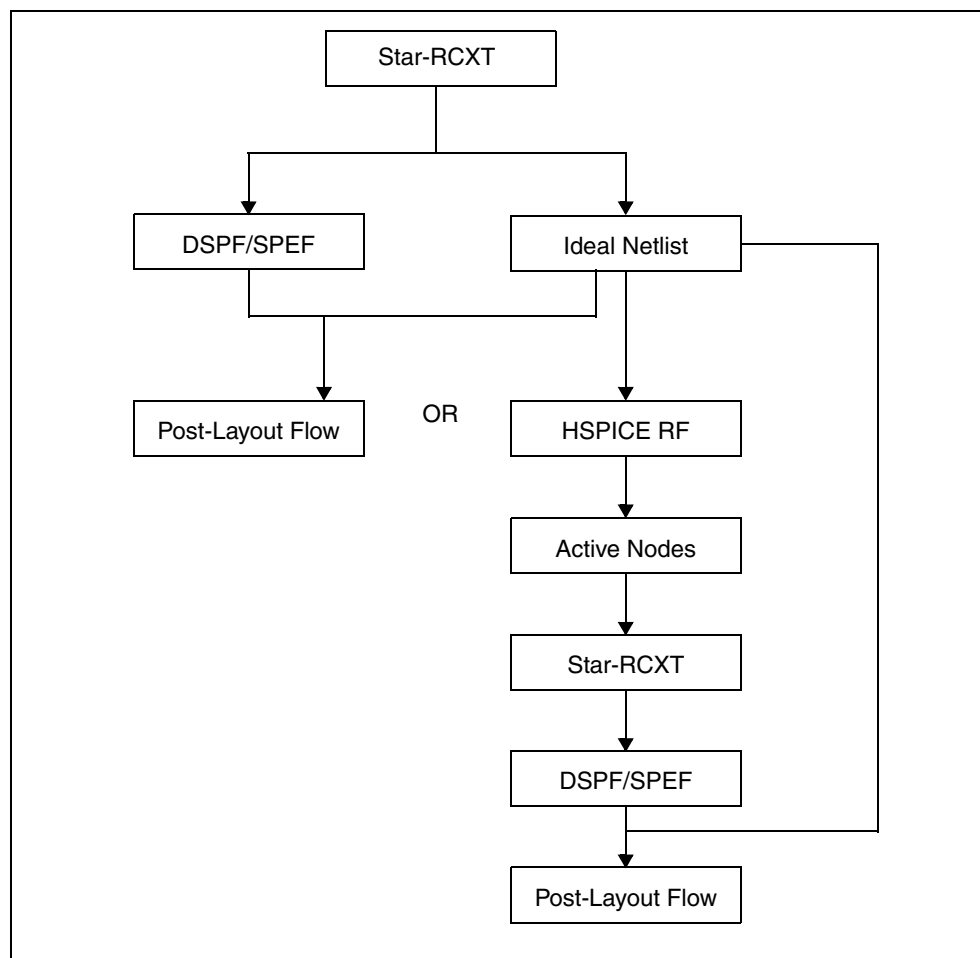 Star-RCXT
DSPF/SPEF
Ideal Netlist
Post-Layout Flow
OR
HSPICE RF
Active Nodes
Star-RCXT
DSPF/SPEF
Post-Layout Flow